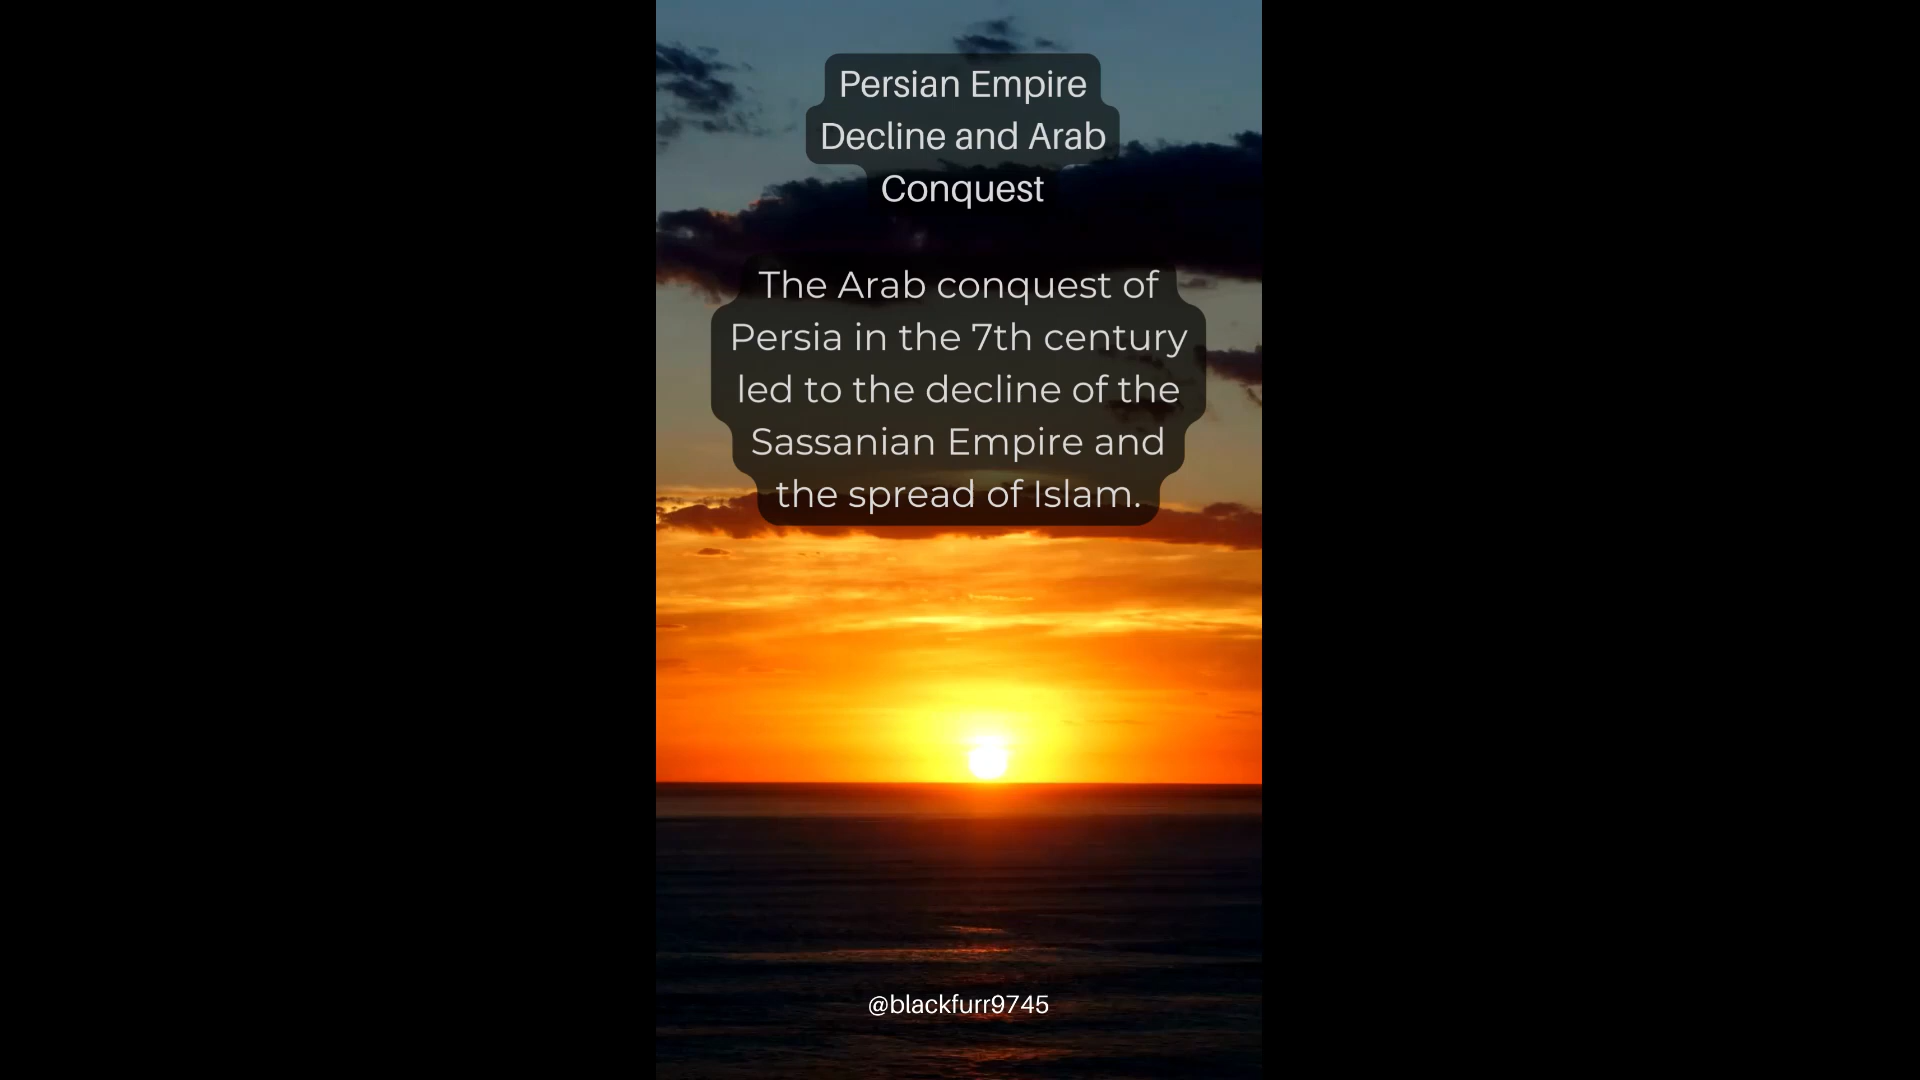 Persian Empire
Decline and Arab
Conquest
The Arab conquest of
Persia in the 7th century
led to the decline of the
Sassanian Empire and
the spread of Islam.
@blackfurr9745